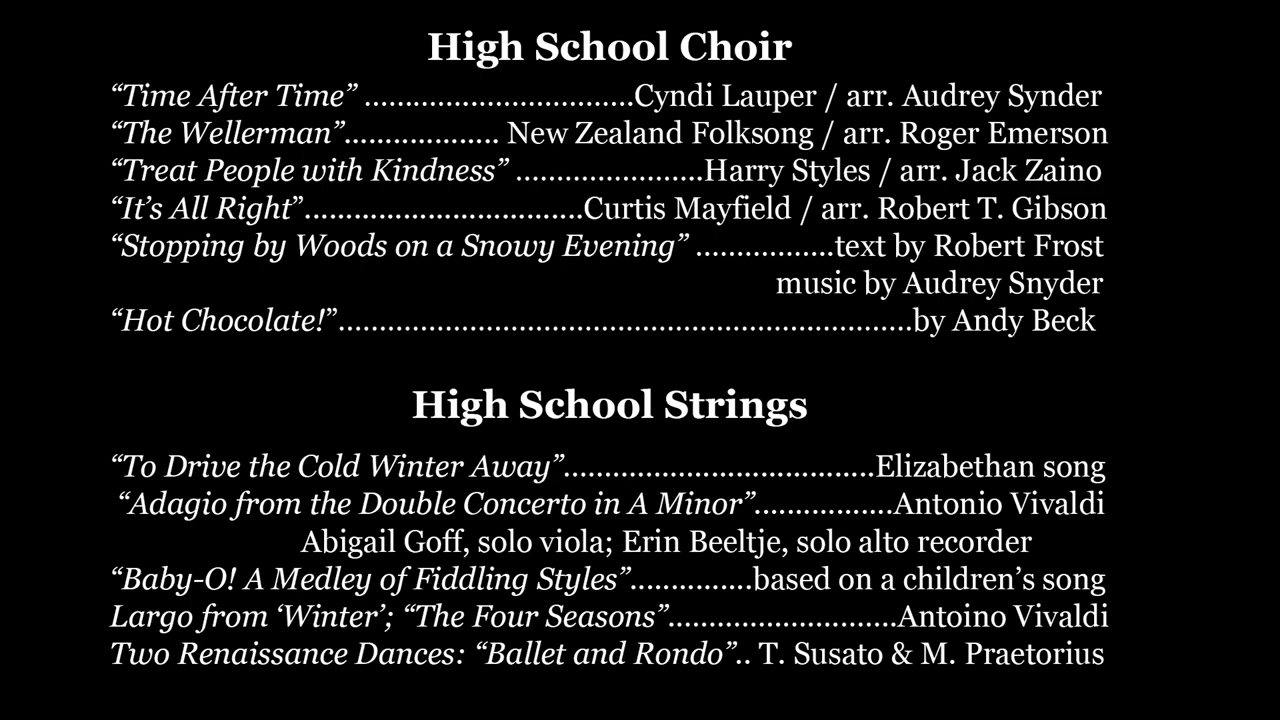 High School Choir
“Time After Time” .................................Cyndi Lauper / arr. Audrey Synder
“The Wellerman”................... New Zealand Folksong / arr. Roger Emerson
“Treat People with Kindness” .......................Harry Styles / arr. Jack Zaino
“It’s All Right”..................................Curtis Mayfield / arr. Robert T. Gibson
“Stopping by Woods on a Snowy Evening” .................text by Robert Frost
music by Audrey Snyder
“Hot Chocolate!”......................................................................by Andy Beck
High School Strings
“To Drive the Cold Winter Away”......................................Elizabethan song
“Adagio from the Double Concerto in A Minor”.................Antonio Vivaldi
Abigail Goff, solo viola; Erin Beeltje, solo alto recorder
“Baby-O! A Medley of Fiddling Styles”...............based on a children’s song
Largo from ‘Winter’; “The Four Seasons”............................Antoino Vivaldi
Two Renaissance Dances: “Ballet and Rondo”.. T. Susato & M. Praetorius